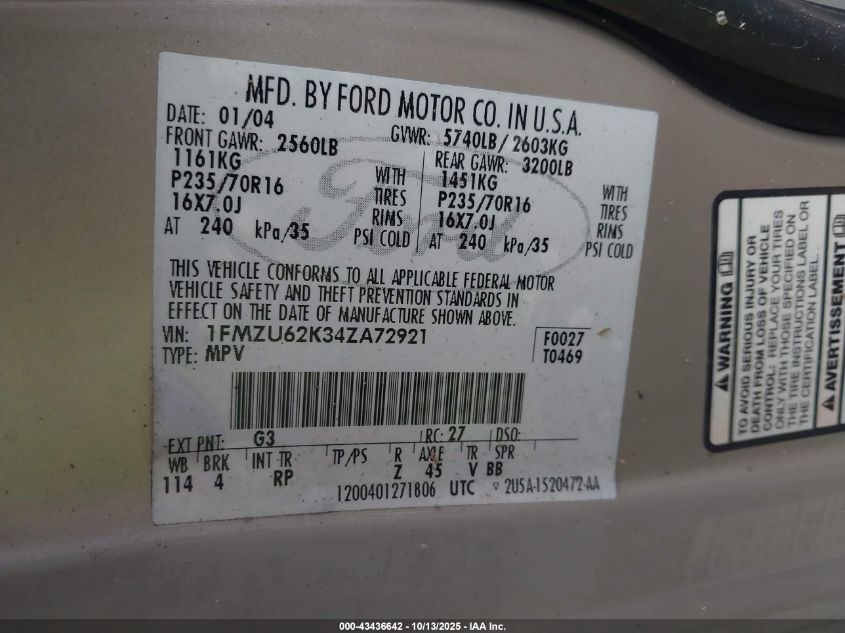 MFD. BY FORD MOTOR CO. IN U.S.A.
DATE: 01/04 GVWR: 5740LB/ 2603KG
FRONT GAWR: 2560LB REAR GAWR: 3200LB
1161KG WITH 1451KG WITH
P235/70R16 TIRES P235/70R16 TIRES
16X7.0J RIMS 16X7.0J RIMS
AT 240 kPa/35 PSI COLD AT 240 kPa/35 PSI COLD
Ford
THIS VEHICLE CONFORMS TO ALL APPLICABLE FEDERAL MOTOR
VEHICLE SAFETY AND THEFT PREVENTION STANDARDS IN
EFFECT ON THE DATE OF MANUFACTURE SHOWN ABOVE.
VIN: 1FMZU62K34ZA72921 F0027
TYPE: MPV T0469
EXT PNT: G3 RC: 27 DSO:
WB BRK INT TR TP/PS R AXLE TR SPR
114 4 RP Z 45 V BB
1200401271806 UTC ▽ 2U5A-1520472-AA
WARNING
TO AVOID SERIOUS INJURY OR
DEATH FROM LOSS OF VEHICLE
CONTROL: REPLACE YOUR TIRES
ONLY WITH THOSE SPECIFIED ON
THE TIRE INSTRUCTIONS LABEL OR
THE CERTIFICATION LABEL.
AVERTISSEMENT
000-43436642 - 10/13/2025 - IAA Inc.